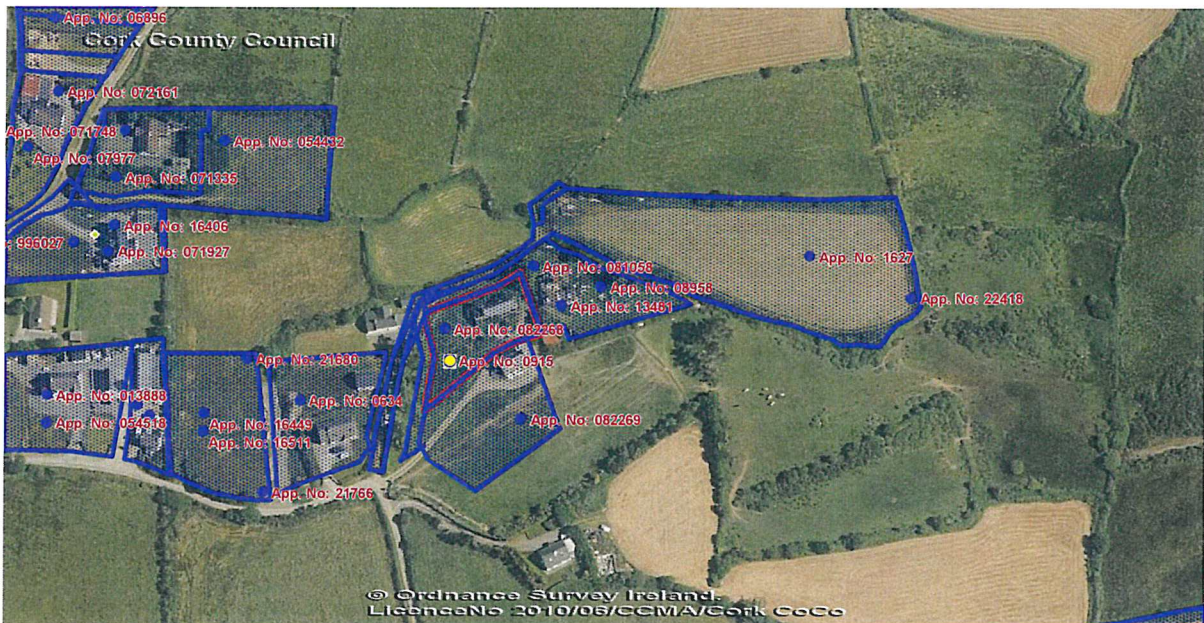 App. No: 06896
Cork County Council
App. No: 072161
App. No: 071748
App. No: 054432
App. No: 07977
App. No: 071335
App. No: 16406
: 996027
App. No: 071927
App. No: 1627
App. No: 081058
App. No: 08958
App. No: 22418
App. No: 13461
App. No: 082268
App. No: 21680
App. No: 0915
App. No: 013888
App. No: 0634
App. No: 054518
App. No: 16449
App. No: 082269
App. No: 16511
App. No: 21766
© Ordnance Survey Ireland.
LicenceNo 2010/06/CCMA/Cork CoCo